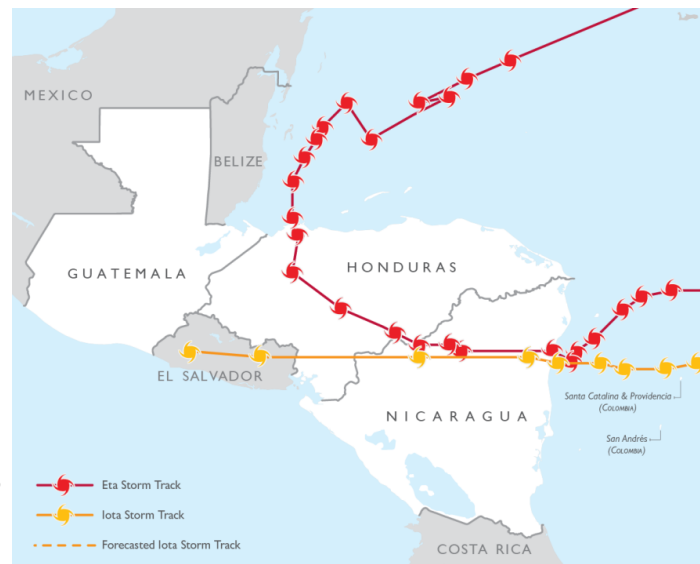 MEXICO
BELIZE
GUATEMALA
HONDURAS
EL SALVADOR
NICARAGUA
Santa Catalina & Providencia
(COLOMBIA)
San Andrés
(COLOMBIA)
Eta Storm Track
Iota Storm Track
Forecasted Iota Storm Track
COSTA RICA